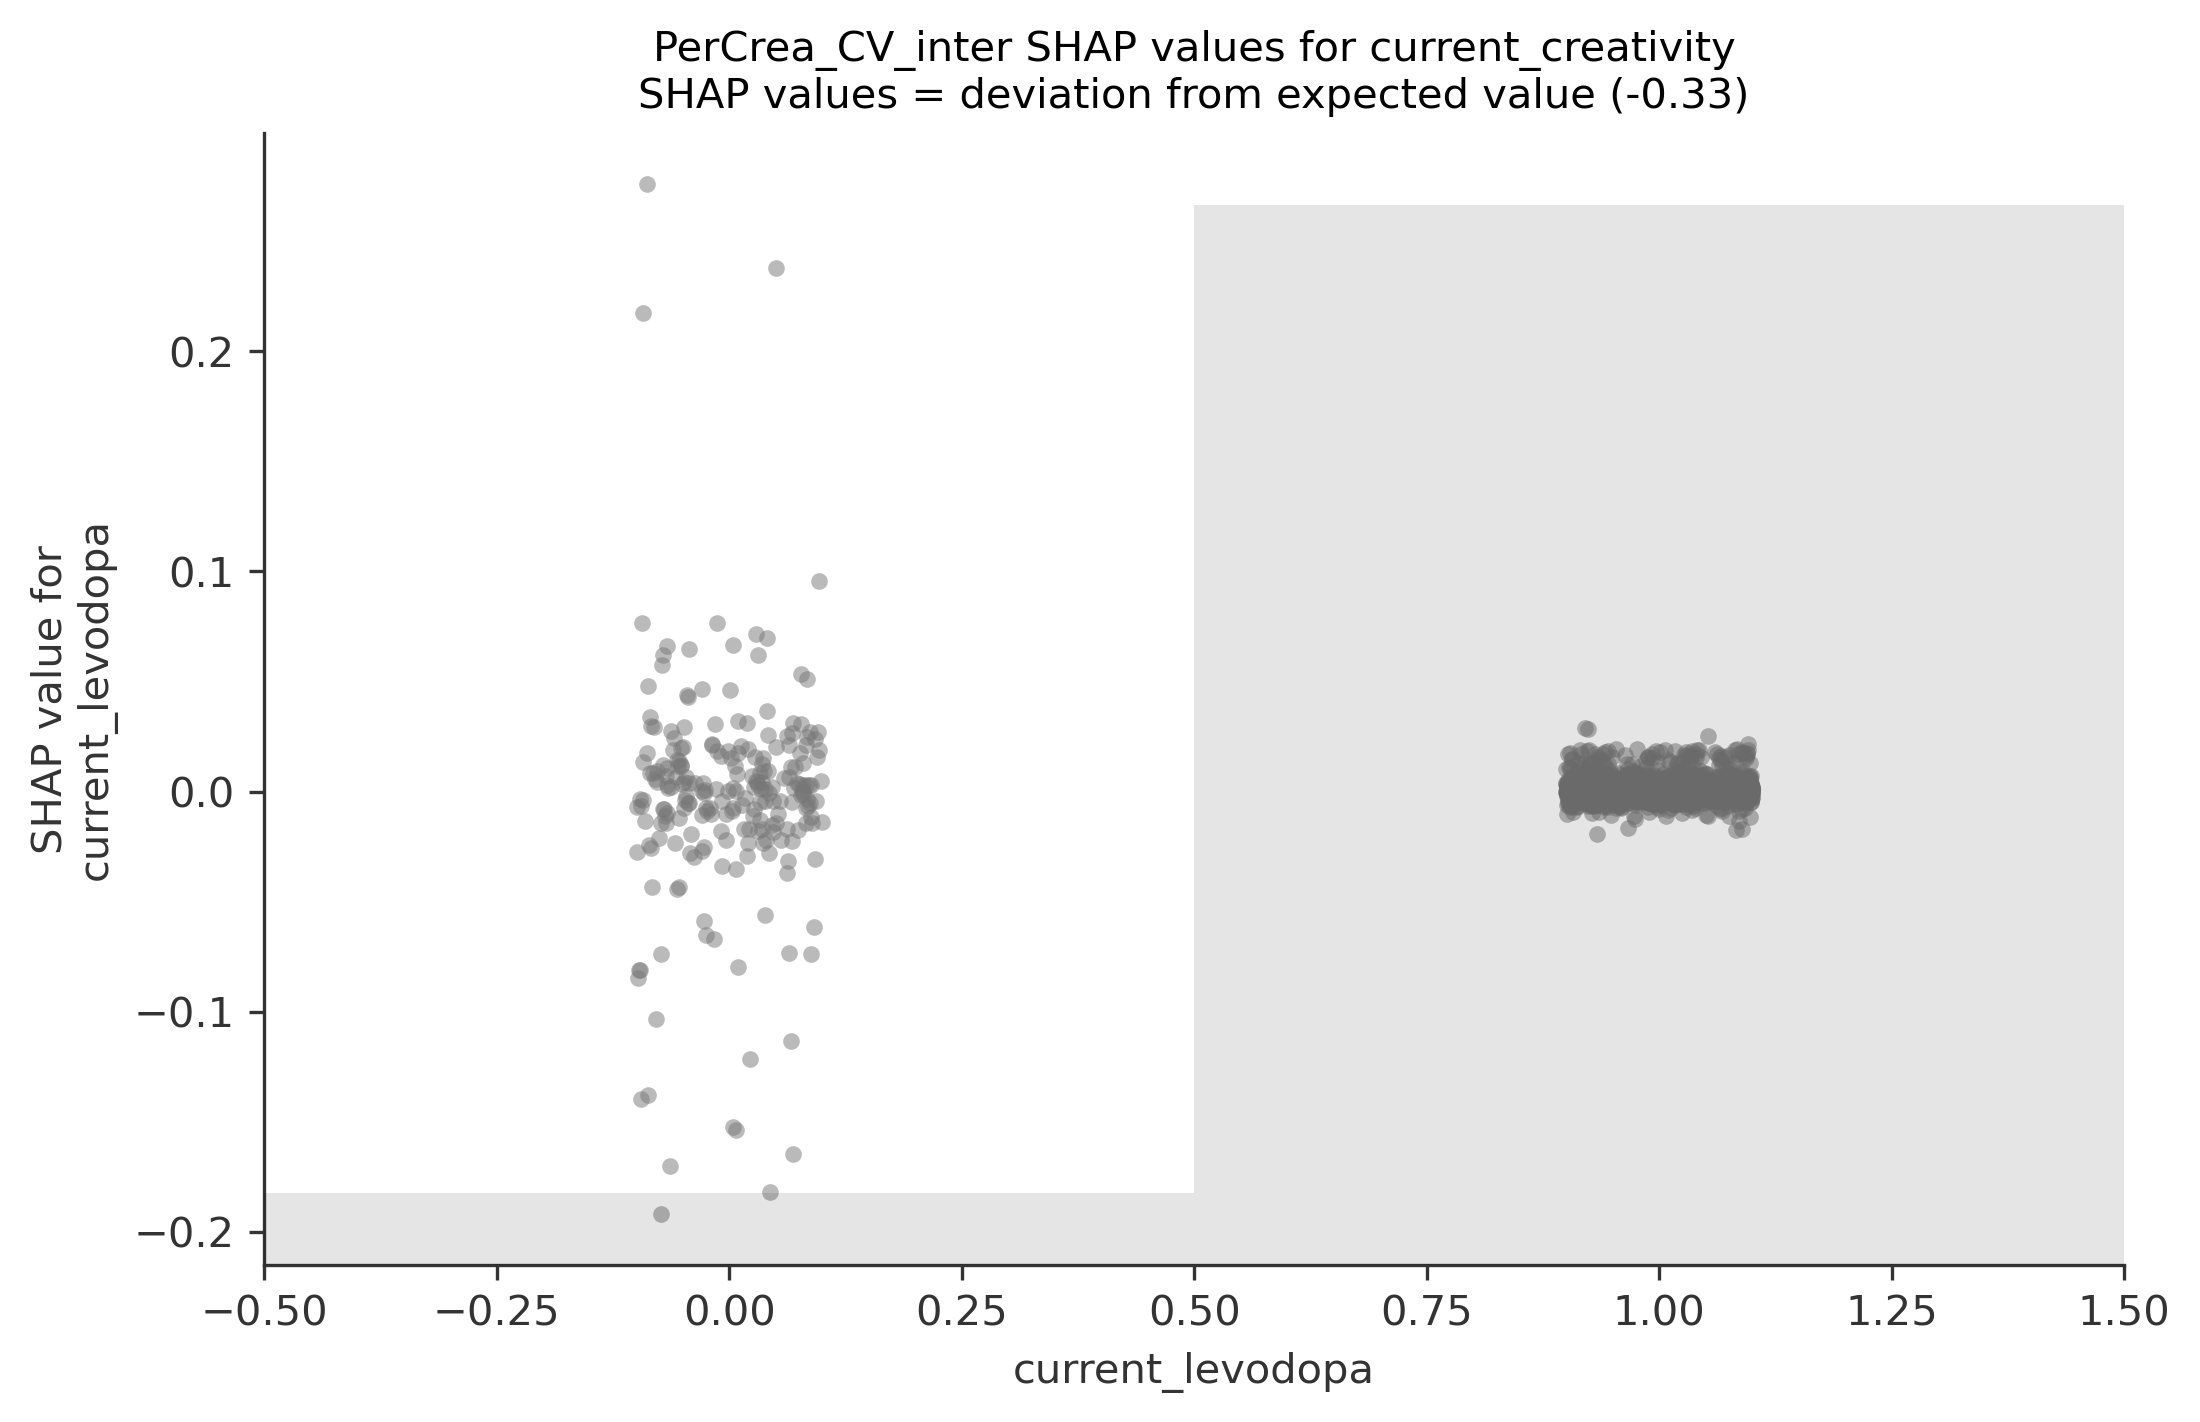 PerCrea_CV_inter SHAP values for current_creativity
SHAP values = deviation from expected value (-0.33)
SHAP value for
current_levodopa
0.2
0.1
0.0
−0.1
−0.2
−0.50
−0.25
0.00
0.25
0.50
0.75
1.00
1.25
1.50
current_levodopa